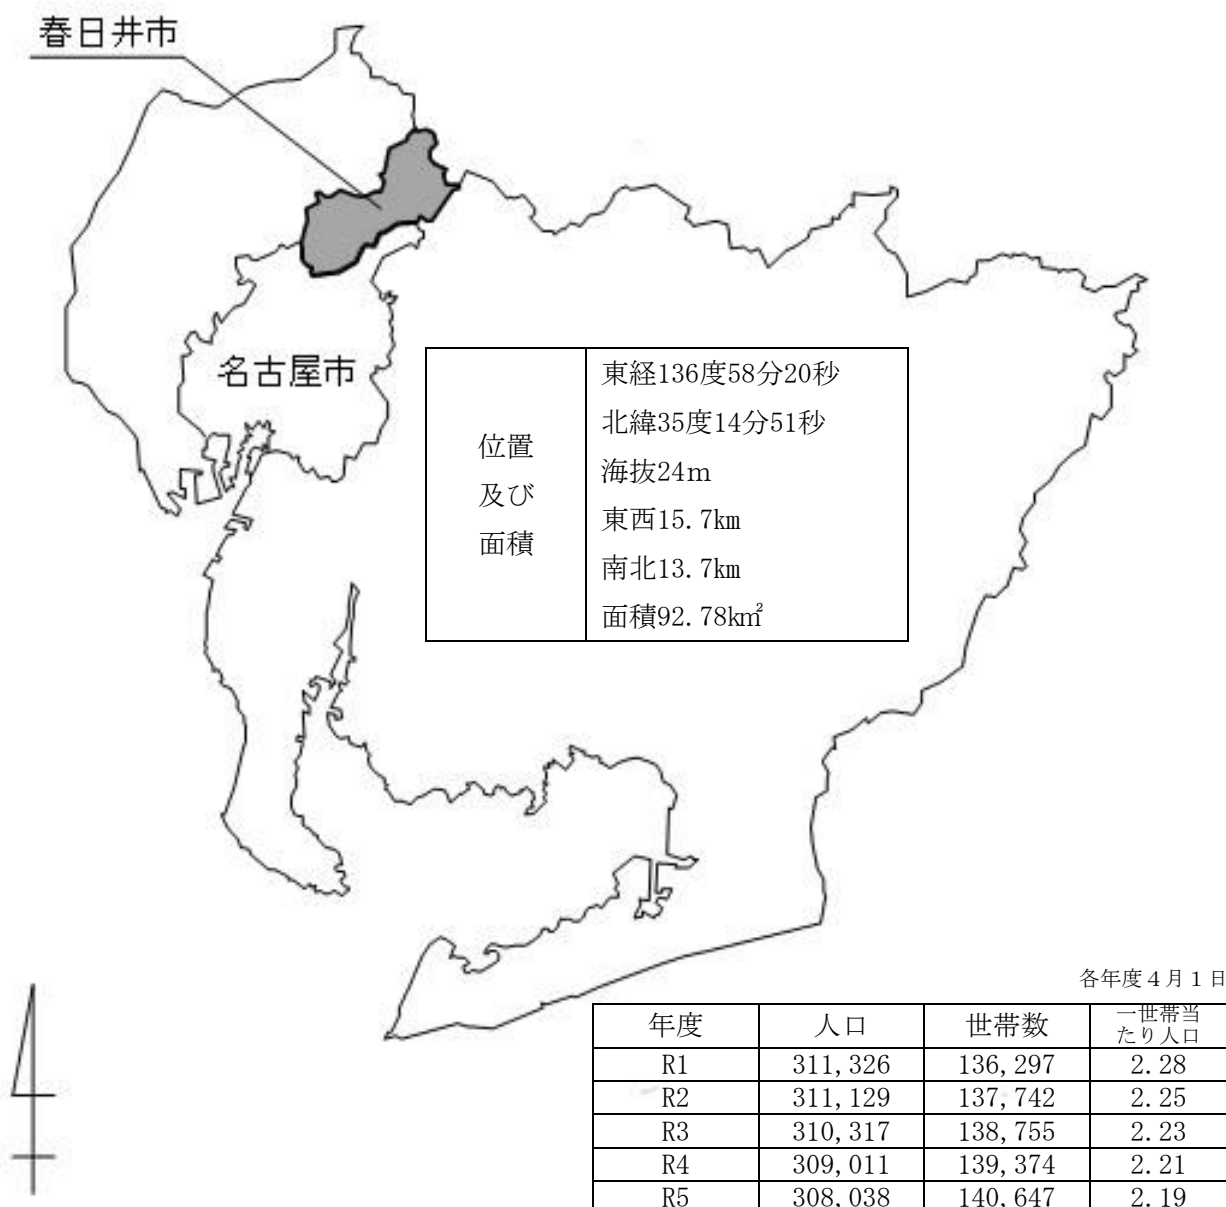 春日井市
名古屋市
位置
及び
面積
東経136度58分20秒
北緯35度14分51秒
海抜24m
東西15.7㎞
南北13.7㎞
面積92.78㎢
各年度４月１日
年度 人口 世帯数 一世帯当たり人口
R1 311,326 136,297 2.28
R2 311,129 137,742 2.25
R3 310,317 138,755 2.23
R4 309,011 139,374 2.21
R5 308,038 140,647 2.19